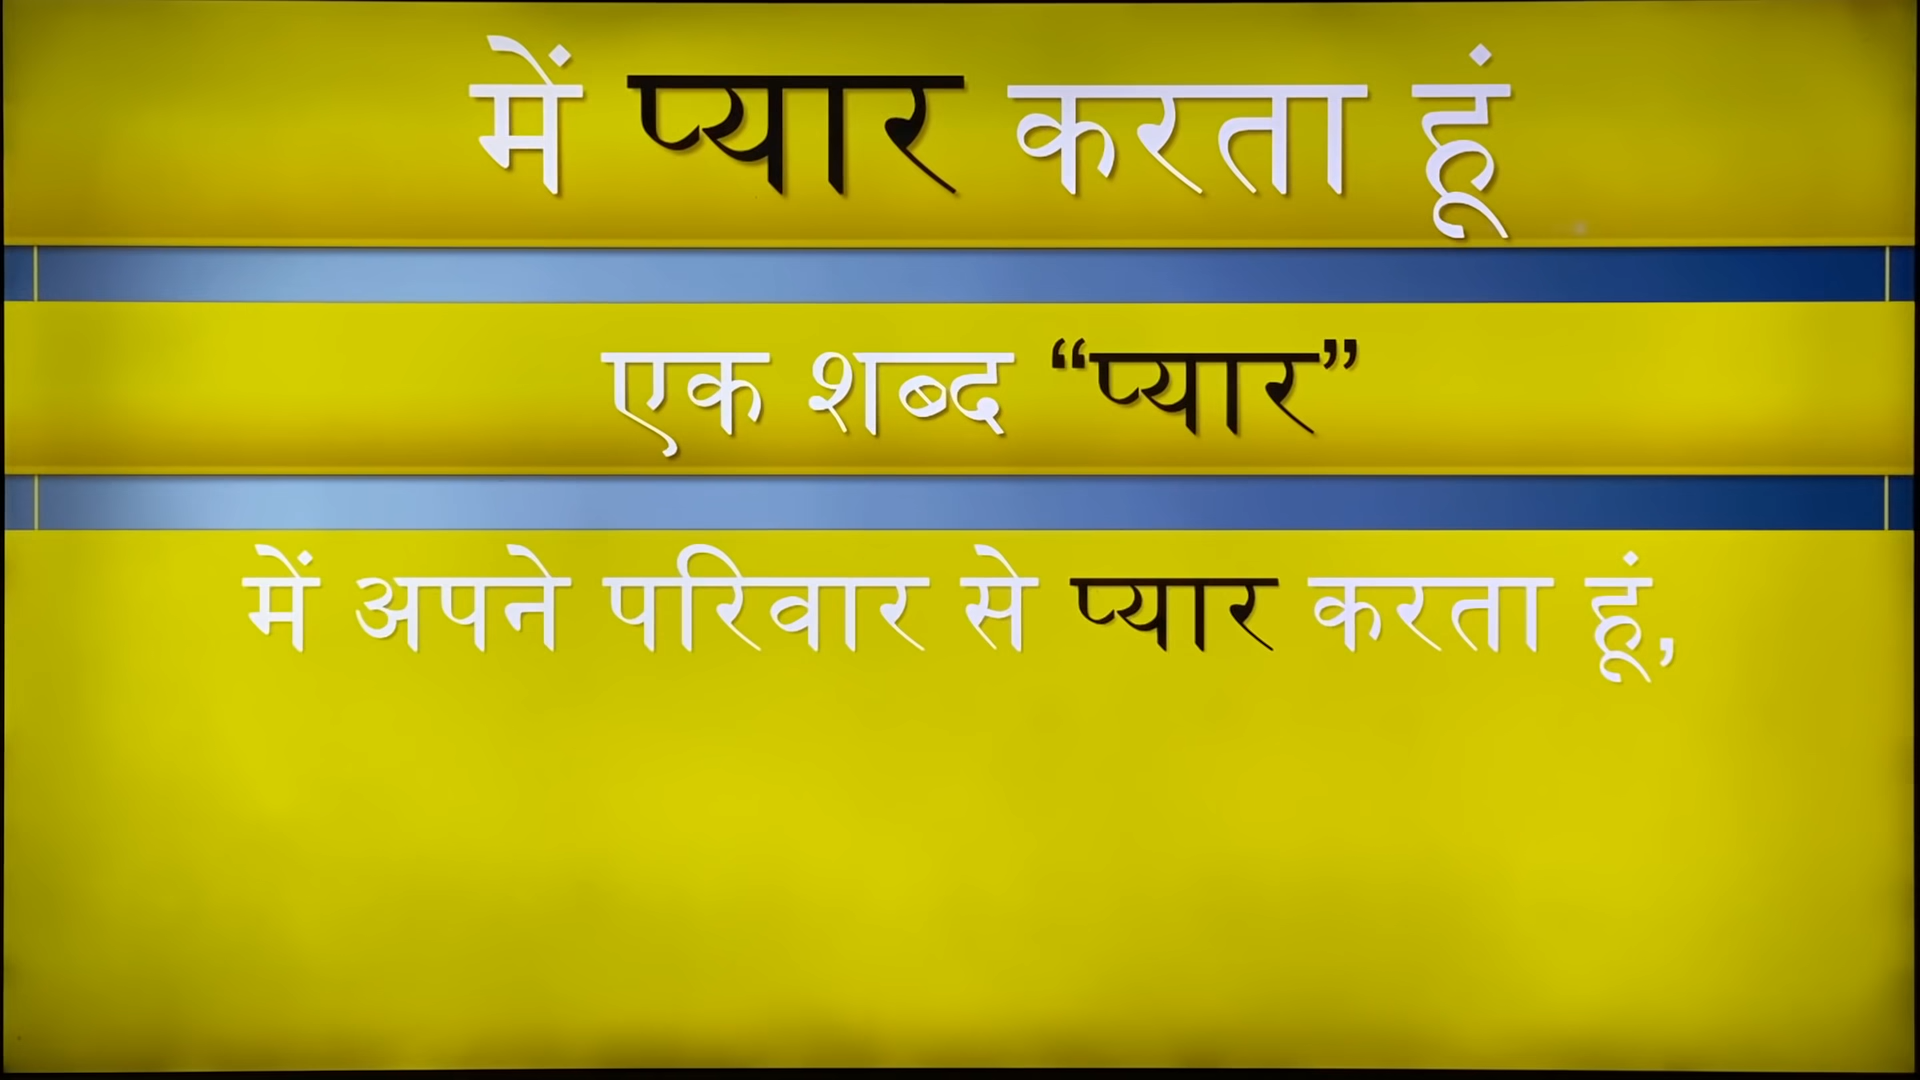 में प्यार करता हूं
एक शब्द “प्यार”
में अपने परिवार से प्यार करता हूं,